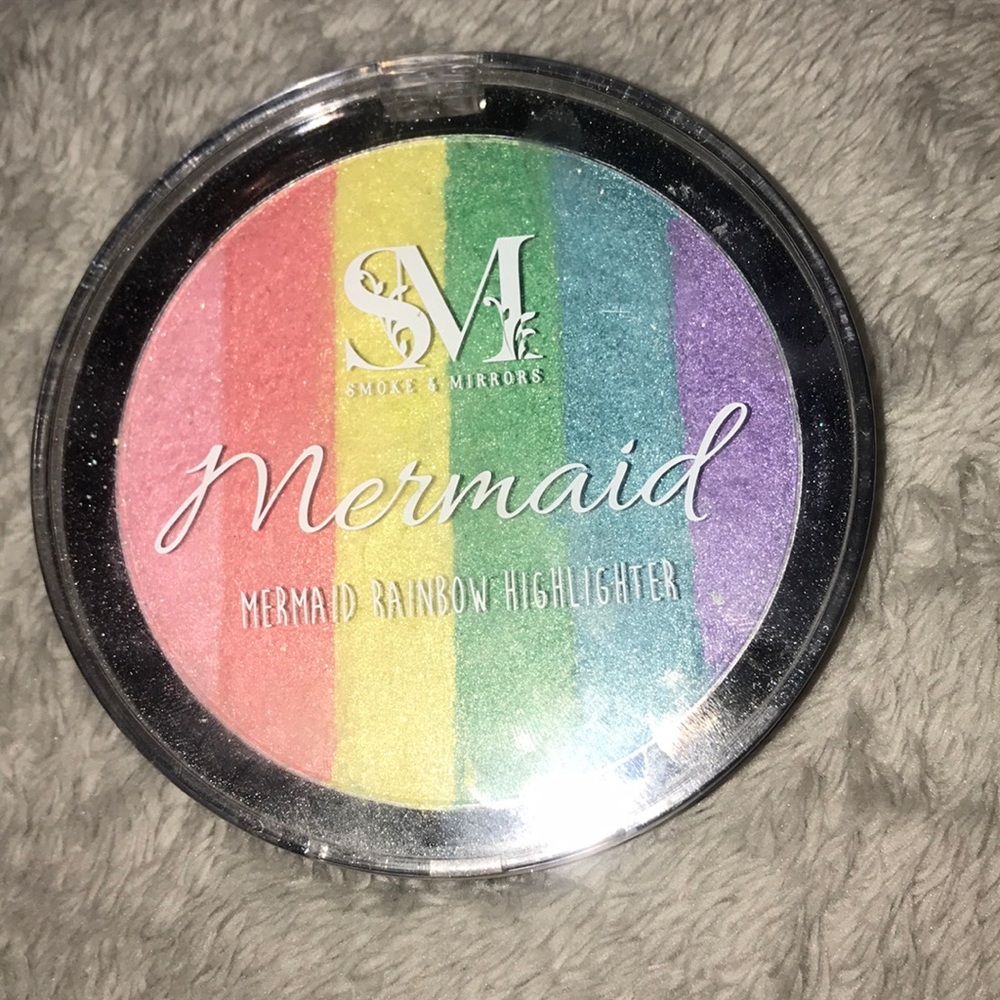 SM
SMOKE & MIRRORS
Mermaid
MERMAID RAINBOW HIGHLIGHTER